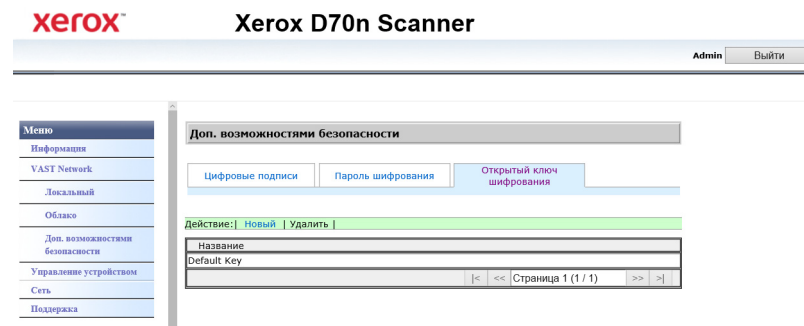 xerox™
Xerox D70n Scanner
Admin Выйти
Меню
Информация
VAST Network
Локальный
Облако
Доп. возможностями
безопасности
Управление устройством
Сеть
Поддержка
Доп. возможностями безопасности
Цифровые подписи
Пароль шифрования
Открытый ключ
шифрования
Действие:| Новый | Удалить |
Название
Default Key
|< << Страница 1 (1 / 1) >> >|